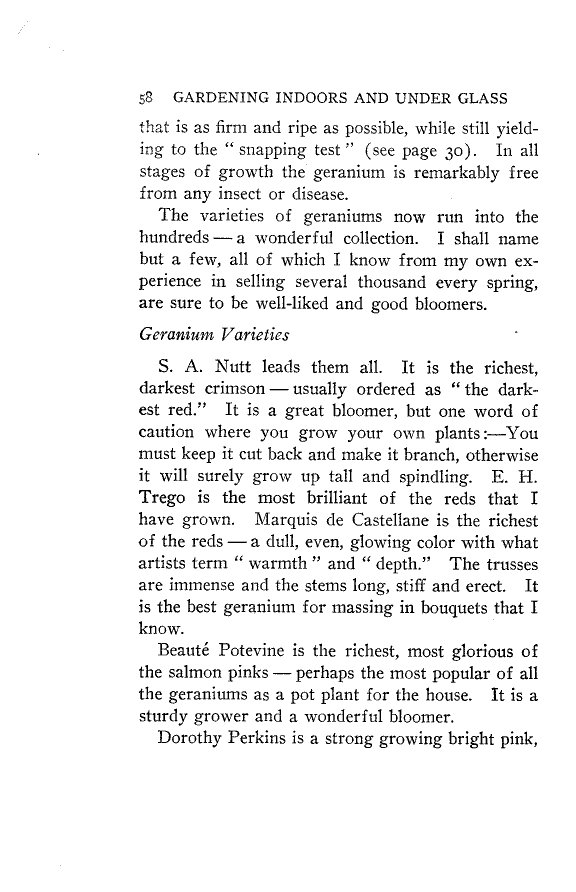 58 GARDENING INDOORS AND UNDER GLASS
that is as firm and ripe as possible, while still yield-
ing to the “ snapping test ” (see page 30). In all
stages of growth the geranium is remarkably free
from any insect or disease.
The varieties of geraniums now run into the
hundreds — a wonderful collection. I shall name
but a few, all of which I know from my own ex-
perience in selling several thousand every spring,
are sure to be well-liked and good bloomers.
Geranium Varieties
S. A. Nutt leads them all. It is the richest,
darkest crimson — usually ordered as “ the dark-
est red.” It is a great bloomer, but one word of
caution where you grow your own plants :—You
must keep it cut back and make it branch, otherwise
it will surely grow up tall and spindling. E. H.
Trego is the most brilliant of the reds that I
have grown. Marquis de Castellane is the richest
of the reds — a dull, even, glowing color with what
artists term “ warmth ” and “ depth.” The trusses
are immense and the stems long, stiff and erect. It
is the best geranium for massing in bouquets that I
know.
Beauté Potevine is the richest, most glorious of
the salmon pinks — perhaps the most popular of all
the geraniums as a pot plant for the house. It is a
sturdy grower and a wonderful bloomer.
Dorothy Perkins is a strong growing bright pink,